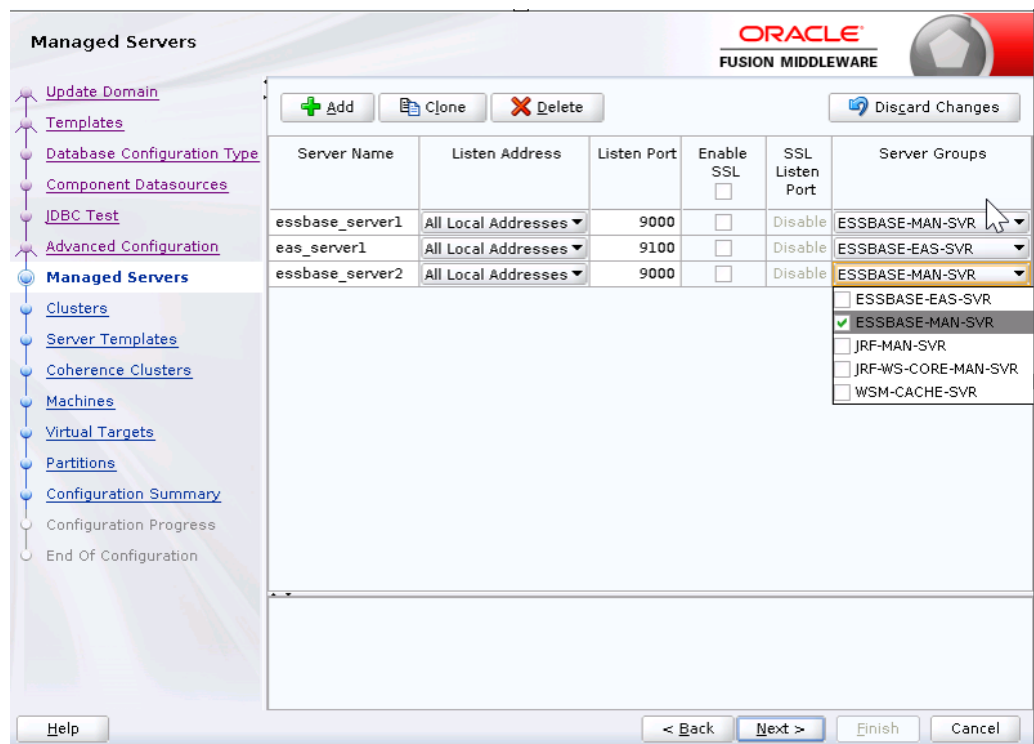 Managed Servers
ORACLE
FUSION MIDDLEWARE
Update Domain
Templates
Database Configuration Type
Component Datasources
JDBC Test
Advanced Configuration
Managed Servers
Clusters
Server Templates
Coherence Clusters
Machines
Virtual Targets
Partitions
Configuration Summary
Configuration Progress
End Of Configuration
Add Clone Delete Discard Changes
Server Name Listen Address Listen Port Enable SSL SSL Listen Port Server Groups
essbase_server1 All Local Addresses 9000 Disable ESSBASE-MAN-SVR
eas_server1 All Local Addresses 9100 Disable ESSBASE-EAS-SVR
essbase_server2 All Local Addresses 9000 Disable ESSBASE-MAN-SVR
ESSBASE-EAS-SVR
ESSBASE-MAN-SVR
JRF-MAN-SVR
JRF-WS-CORE-MAN-SVR
WSM-CACHE-SVR
Help < Back Next > Finish Cancel